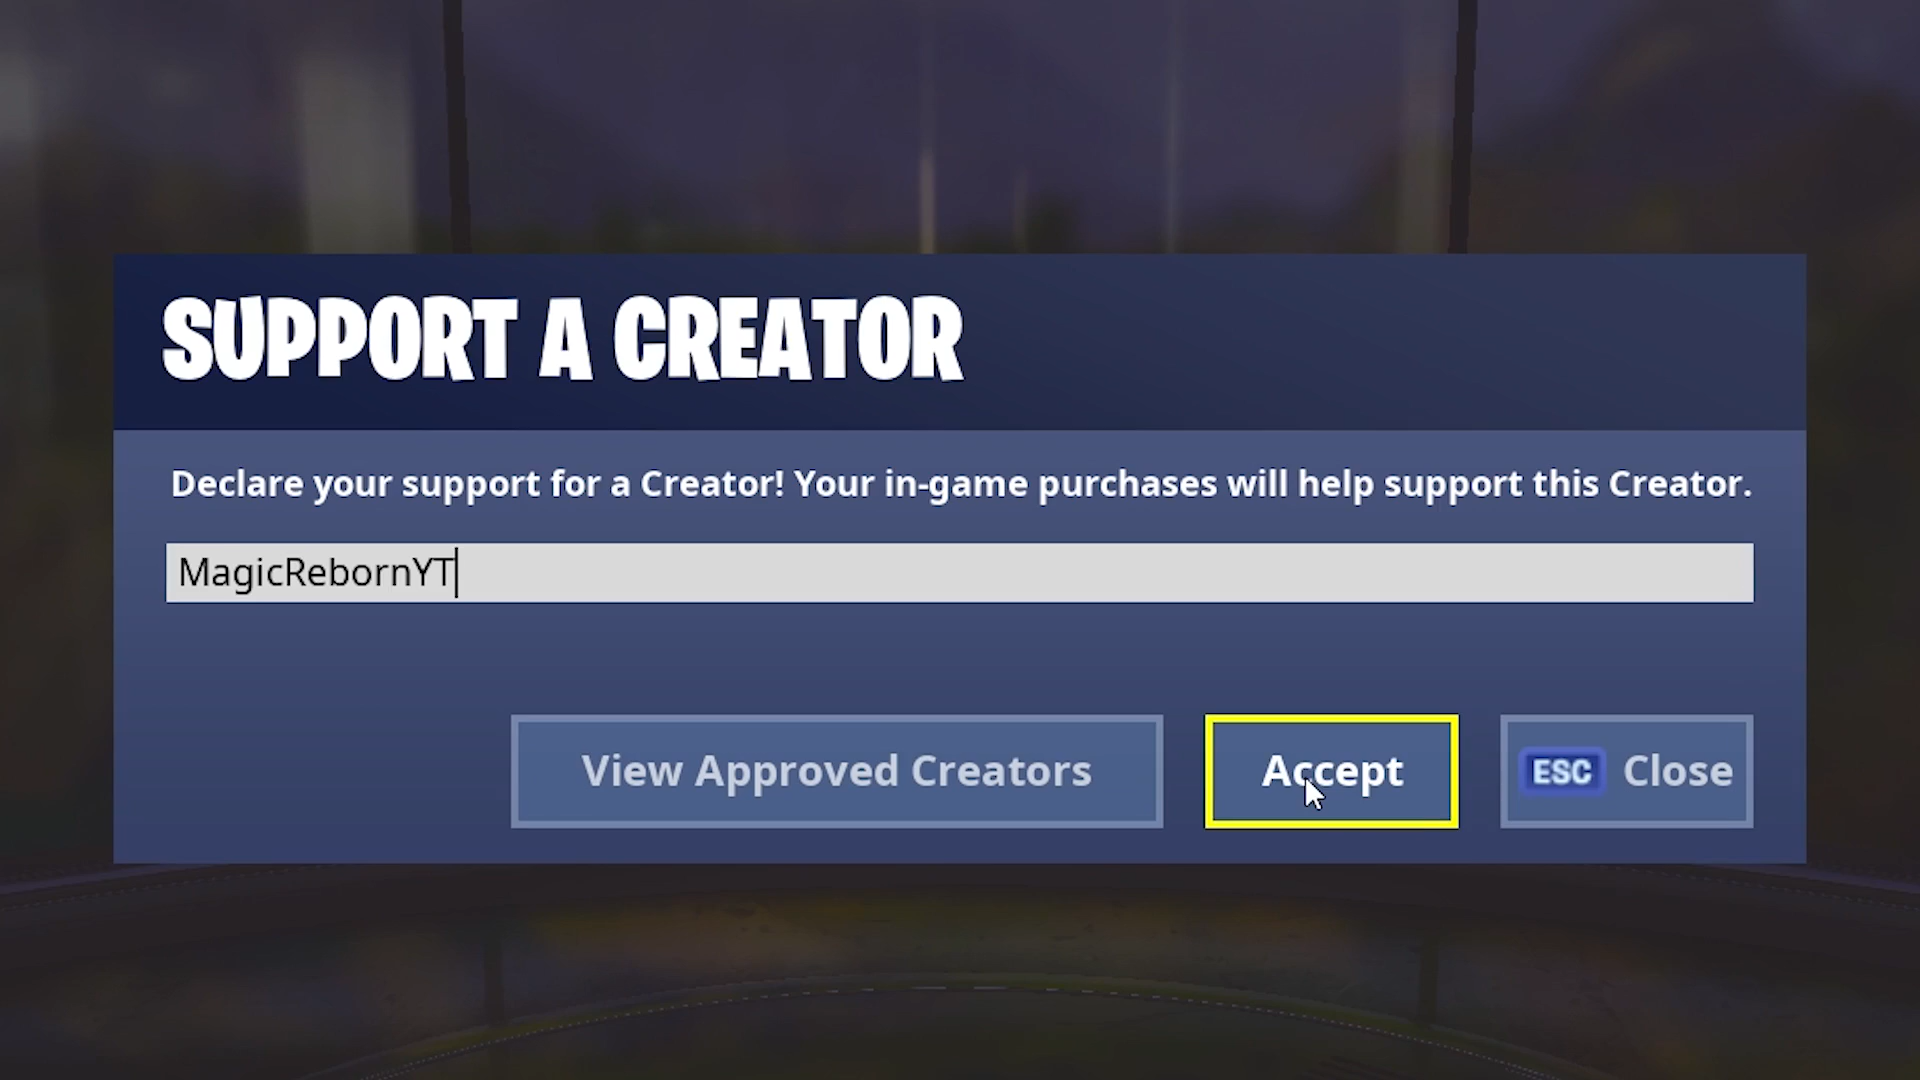 SUPPORT A CREATOR
Declare your support for a Creator! Your in-game purchases will help support this Creator.
MagicRebornYT
View Approved Creators
Accept
ESC Close